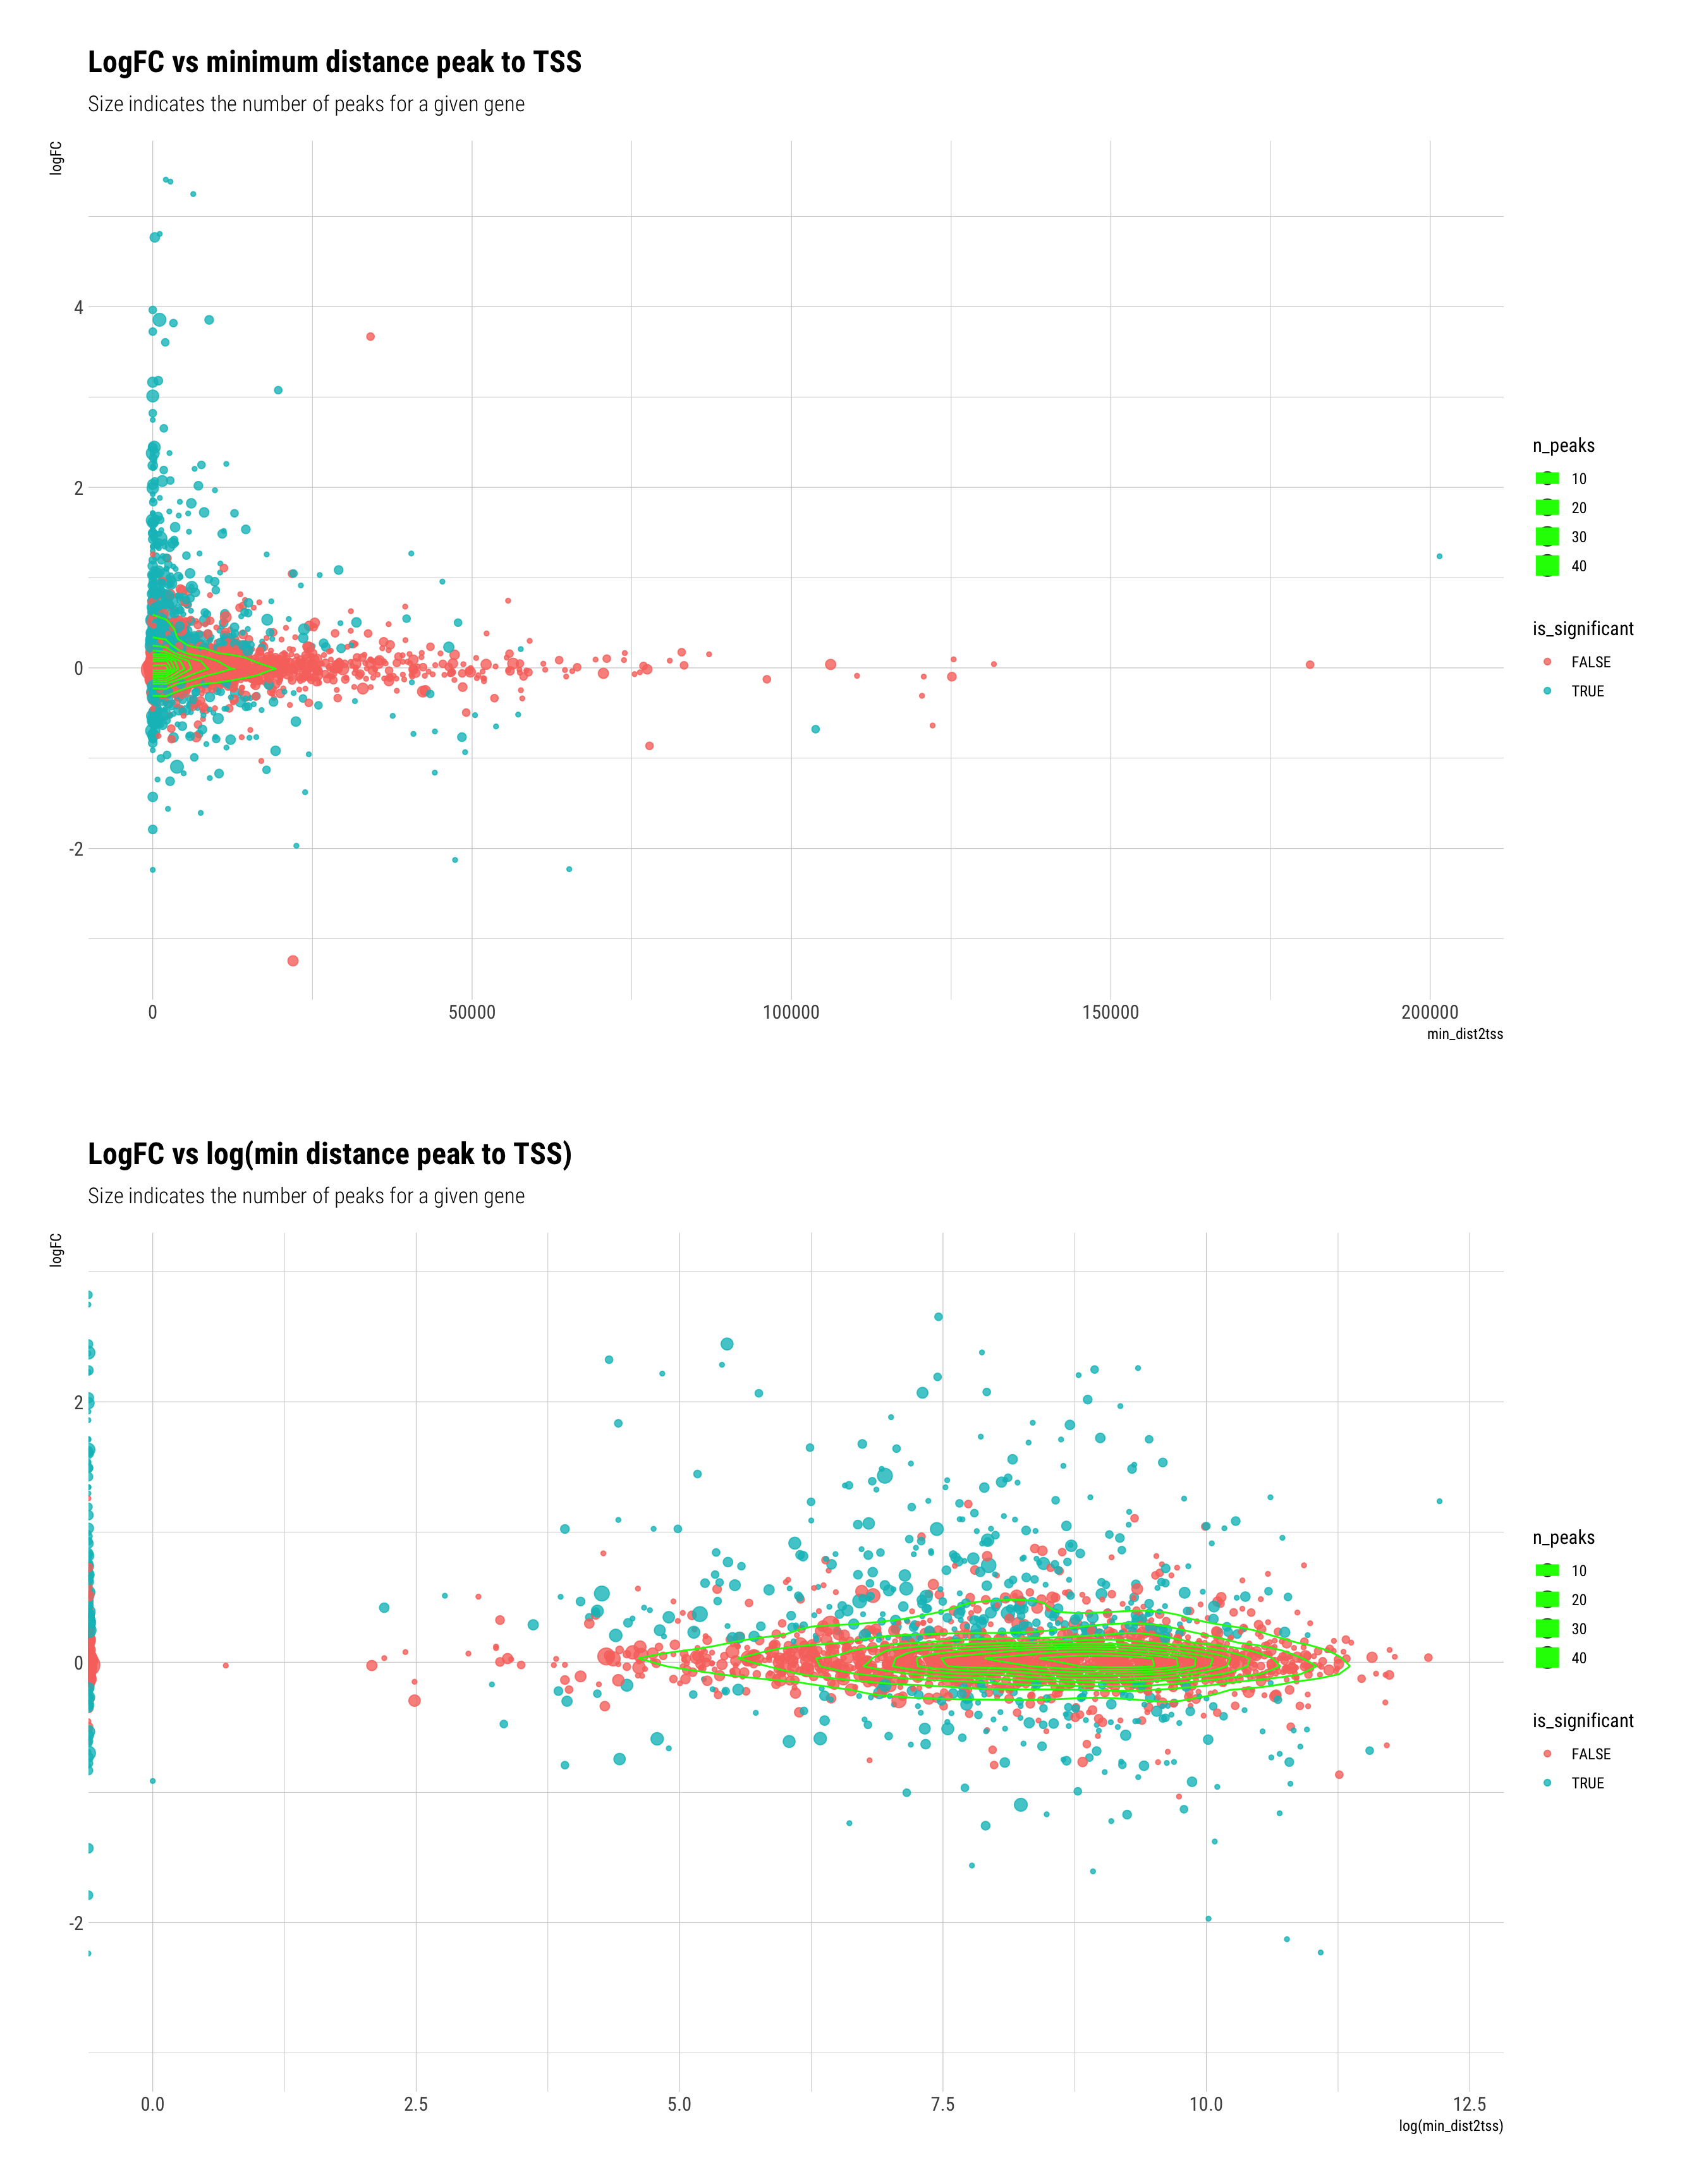 LogFC vs minimum distance peak to TSS
Size indicates the number of peaks for a given gene
logFC
4
2
0
-2
0 50000 100000 150000 200000
min_dist2tss
n_peaks
10
20
30
40
is_significant
FALSE
TRUE
LogFC vs log(min distance peak to TSS)
Size indicates the number of peaks for a given gene
logFC
2
0
-2
0.0 2.5 5.0 7.5 10.0 12.5
log(min_dist2tss)
n_peaks
10
20
30
40
is_significant
FALSE
TRUE